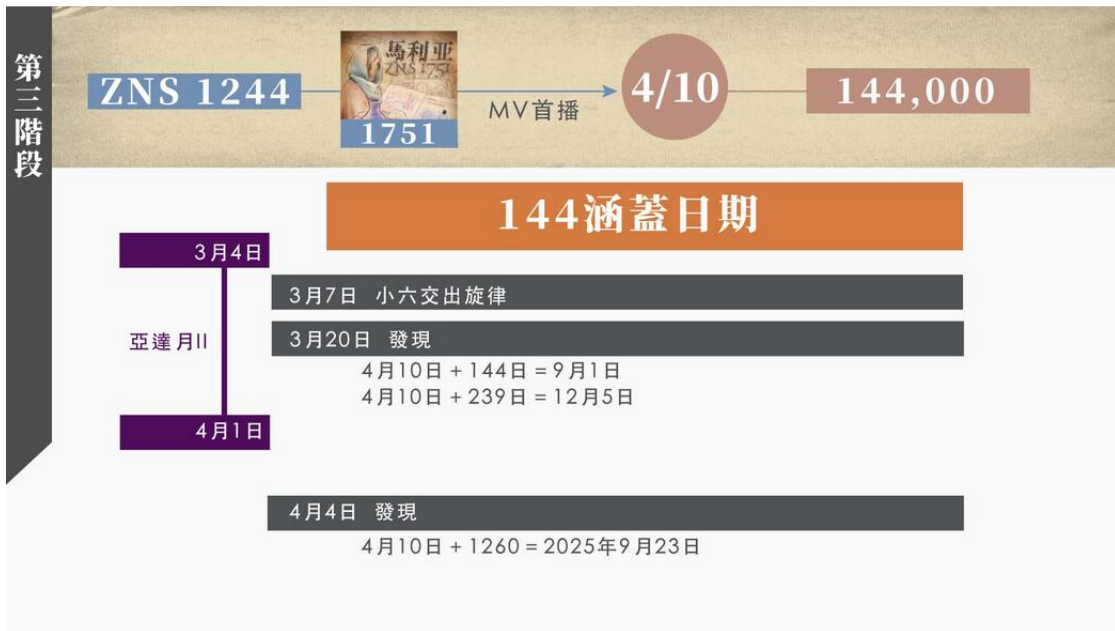 第三階段
ZNS 1244
馬利亞
ZNS 1751
1751
MV首播
4/10
144,000
144涵蓋日期
3月4日
亞達月II
4月1日
3月7日 小六交出旋律
3月20日 發現
4月10日 + 144日 = 9月1日
4月10日 + 239日 = 12月5日
4月4日 發現
4月10日 + 1260 = 2025年9月23日